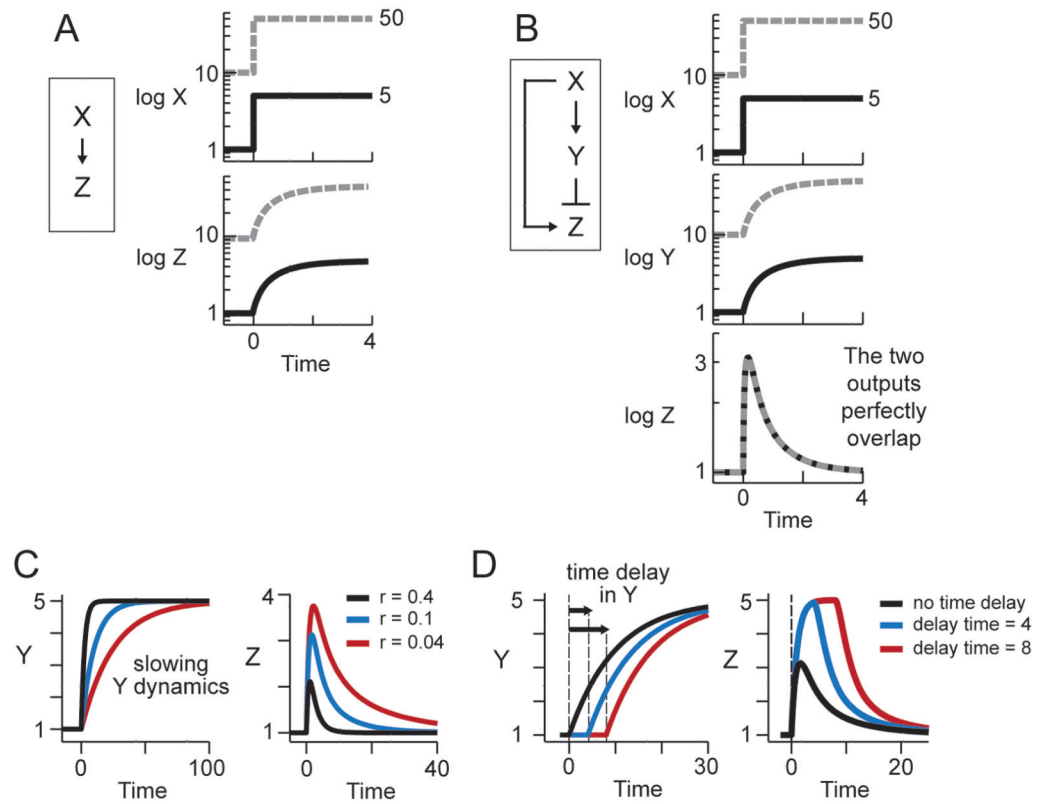 A
X
Z
50
10
log X
5
1
10
log Z
1
0
4
Time
B
X
Y
Z
50
10
log X
5
1
10
log Y
1
3
log Z
1
The two
outputs
perfectly
overlap
0
4
Time
C
5
Y
1
slowing
Y dynamics
0
100
Time
4
Z
1
r = 0.4
r = 0.1
r = 0.04
0
40
Time
D
time delay
in Y
5
Y
1
0
30
Time
5
Z
1
no time delay
delay time = 4
delay time = 8
0
20
Time